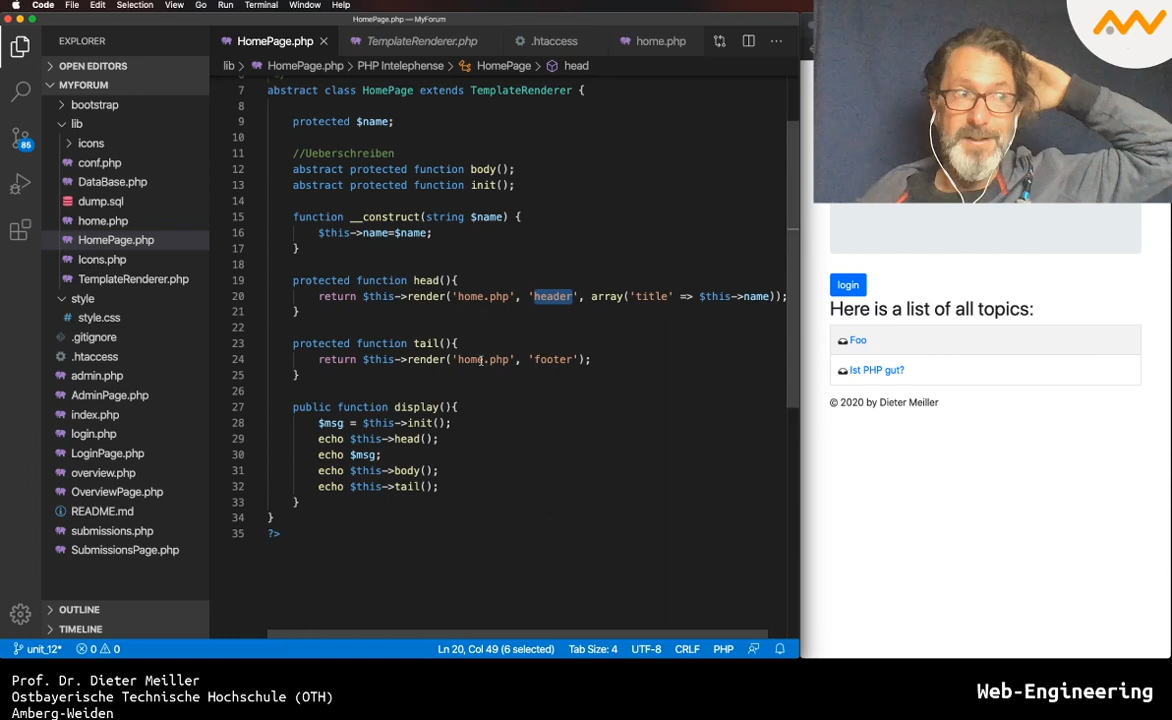 Code File Edit Selection View Go Run Terminal Window Help
HomePage.php — MyForum
EXPLORER
OPEN EDITORS
MYFORUM
bootstrap
lib
icons
conf.php
DataBase.php
dump.sql
home.php
HomePage.php
Icons.php
TemplateRenderer.php
style
style.css
.gitignore
.htaccess
admin.php
AdminPage.php
index.php
login.php
LoginPage.php
overview.php
OverviewPage.php
README.md
submissions.php
SubmissionsPage.php
OUTLINE
TIMELINE
85
HomePage.php TemplateRenderer.php .htaccess home.php
lib > HomePage.php > PHP Intelephense > HomePage > head
7 abstract class HomePage extends TemplateRenderer {
8
9 protected $name;
10
11 //Ueberschreiben
12 abstract protected function body();
13 abstract protected function init();
14
15 function __construct(string $name) {
16 $this->name=$name;
17 }
18
19 protected function head(){
20 return $this->render('home.php', 'header', array('title' => $this->name));
21 }
22
23 protected function tail(){
24 return $this->render('home.php', 'footer');
25 }
26
27 public function display(){
28 $msg = $this->init();
29 echo $this->head();
30 echo $msg;
31 echo $this->body();
32 echo $this->tail();
33 }
34 }
35 ?>
unit_12* 0 0 Ln 20, Col 49 (6 selected) Tab Size: 4 UTF-8 CRLF PHP
login
Here is a list of all topics:
Foo
Ist PHP gut?
© 2020 by Dieter Meiller
Prof. Dr. Dieter Meiller
Ostbayerische Technische Hochschule (OTH)
Amberg-Weiden
Web-Engineering